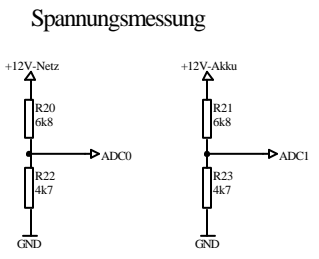 Spannungsmessung
+12V-Netz
+12V-Akku
R20
6k8
R21
6k8
ADC0
ADC1
R22
4k7
R23
4k7
GND
GND